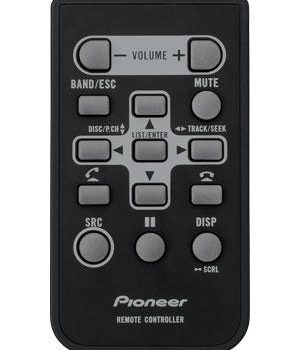 − VOLUME +
BAND/ESC MUTE
DISC/P.CH LIST/ENTER TRACK/SEEK
SRC DISP
SCRL
Pioneer
REMOTE CONTROLLER